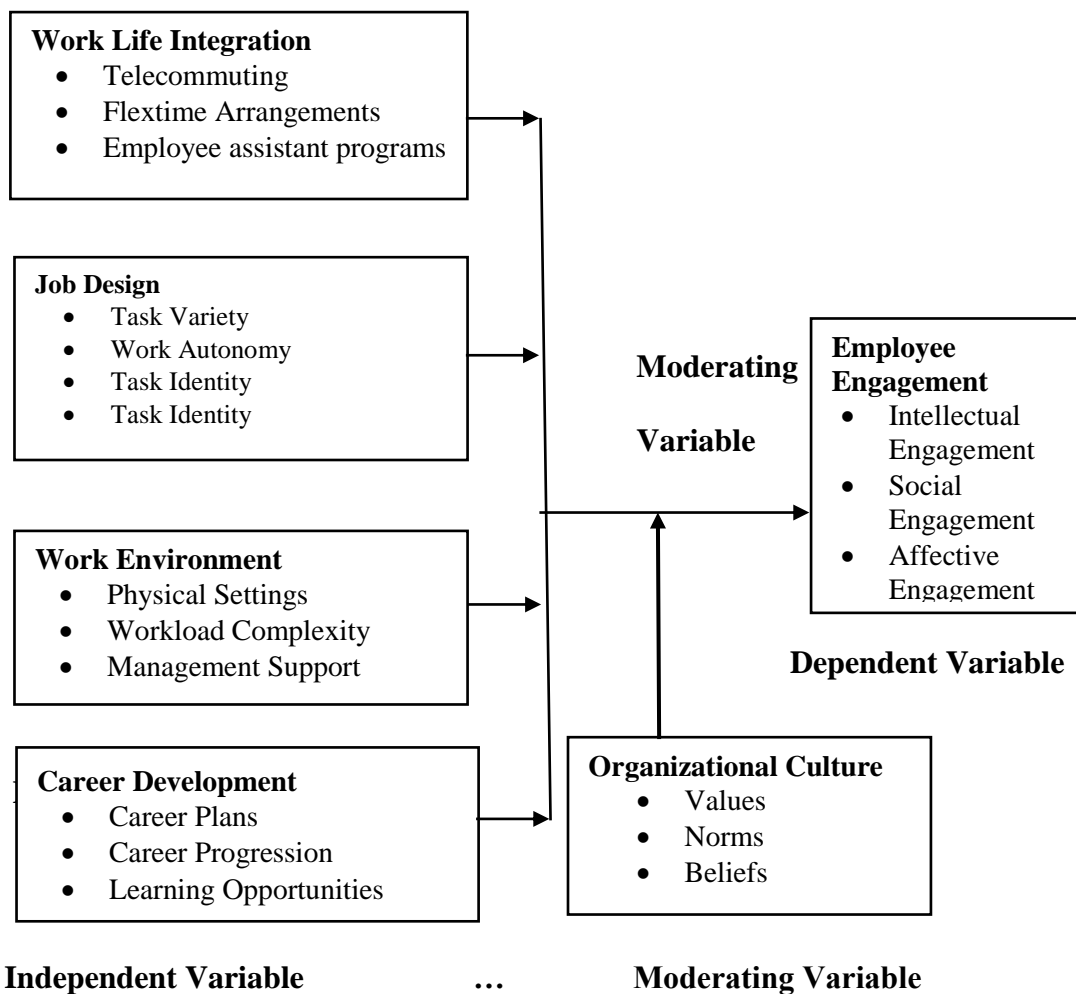 Work Life Integration
• Telecommuting
• Flextime Arrangements
• Employee assistant programs
Job Design
• Task Variety
• Work Autonomy
• Task Identity
• Task Identity
Work Environment
• Physical Settings
• Workload Complexity
• Management Support
Career Development
• Career Plans
• Career Progression
• Learning Opportunities
Moderating
Variable
Employee
Engagement
• Intellectual
Engagement
• Social
Engagement
• Affective
Engagement
Dependent Variable
Organizational Culture
• Values
• Norms
• Beliefs
Independent Variable ... Moderating Variable